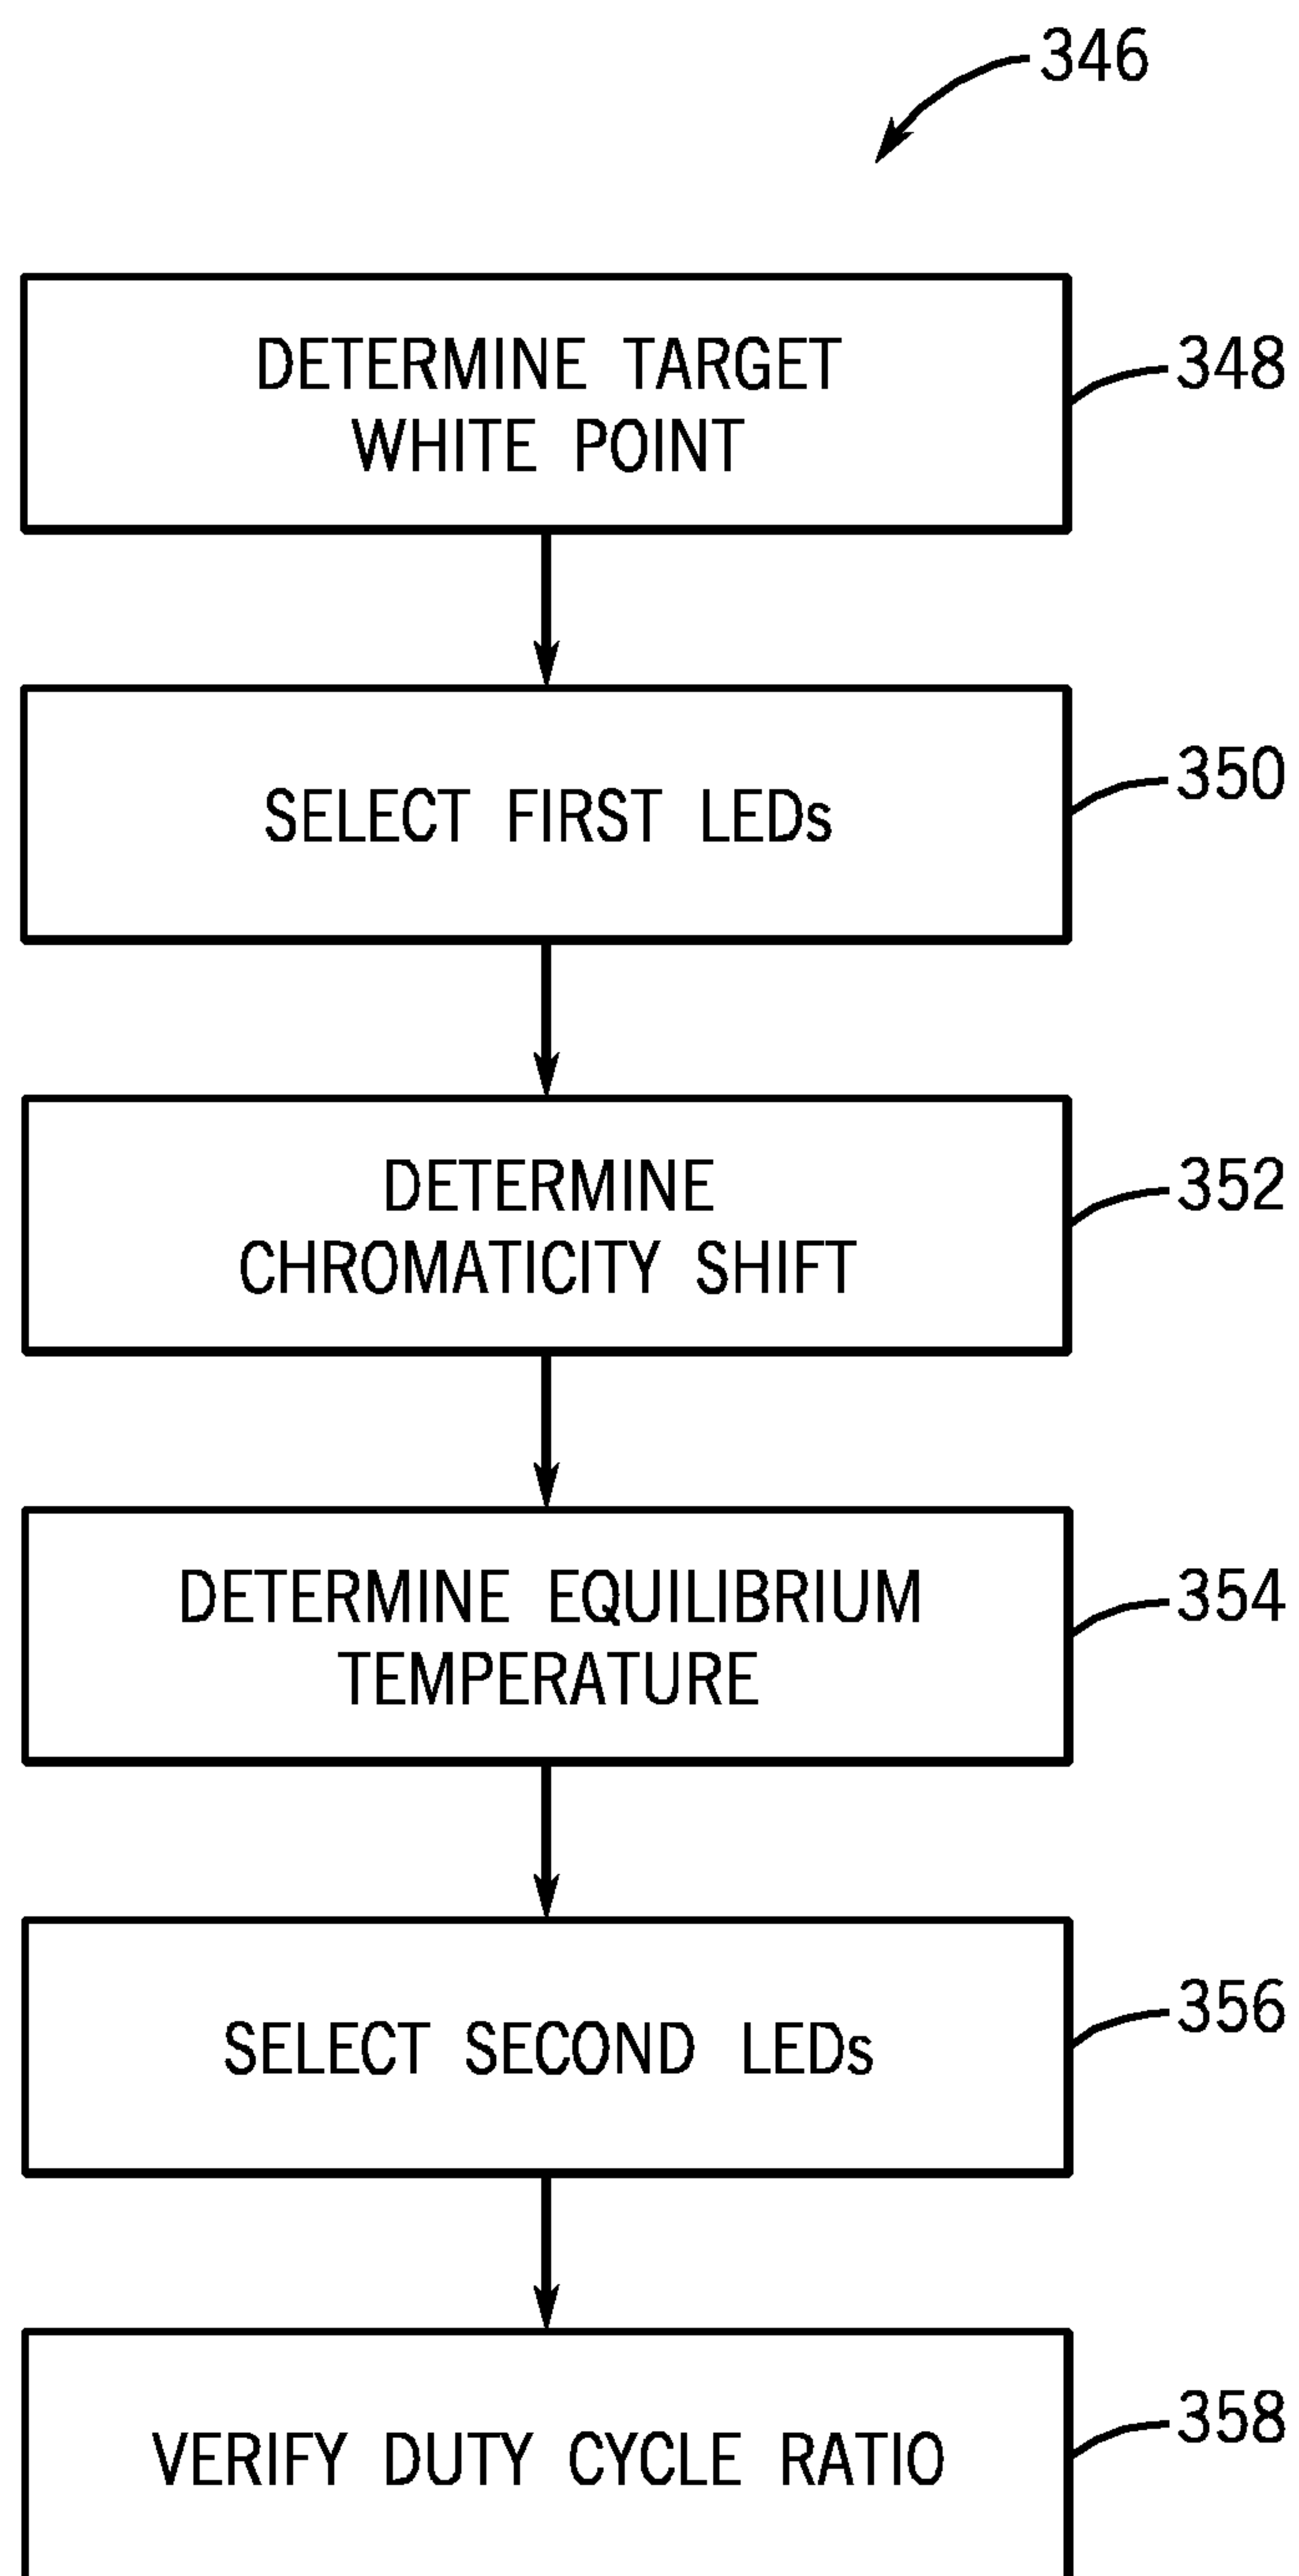 346
DETERMINE TARGET
WHITE POINT
348
SELECT FIRST LEDs
350
DETERMINE
CHROMATICITY SHIFT
352
DETERMINE EQUILIBRIUM
TEMPERATURE
354
SELECT SECOND LEDs
356
VERIFY DUTY CYCLE RATIO
358